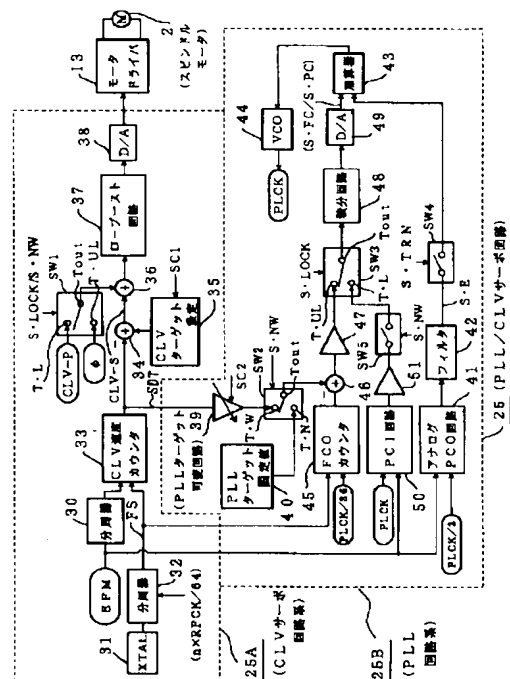 2
(スピンドル
モータ)
M
13
モータ
ドライバ
38
D/A
37
ローブースト
回路
36
S・LOCK/S・NW
SW1
Tout
T・UL
T・L
CLV-P
CLV-S
34
CLV
ターゲット
設定
SC1
35
33
CLV速度
カウンタ
SDT
30
分周器
EFM
FS
32
分周器
31
XTAL
(n×RPCK/64)
25A
(CLVサーボ
回路系)
(PLLターゲット
可変回路)
39
SC2
S・NW
SW2
Tout
T・W
T・N
PLL
ターゲット
固定値
40
45
FCO
カウンタ
46
47
PLCK/24
S・LOCK
T・UL
T・L
SW3
Tout
48
積分回路
49
D/A
(S・FC/S・PCI)
43
加算器
44
VCO
PLCK
50
PCI回路
PLCK
51
SW5
S・NW
41
アナログ
PCO回路
PLCK/2
42
フィルタ
S・E
SW4
S・TRN
25B
(PLL
回路系)
25 (PLL/CLVサーボ回路)